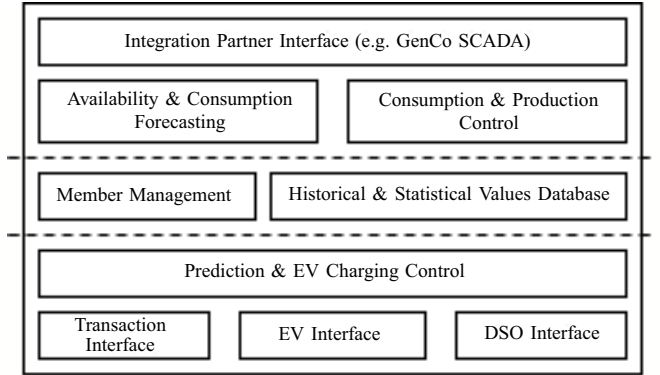 Integration Partner Interface (e.g. GenCo SCADA)
Availability & Consumption
Forecasting
Consumption & Production
Control
Member Management
Historical & Statistical Values Database
Prediction & EV Charging Control
Transaction
Interface
EV Interface
DSO Interface